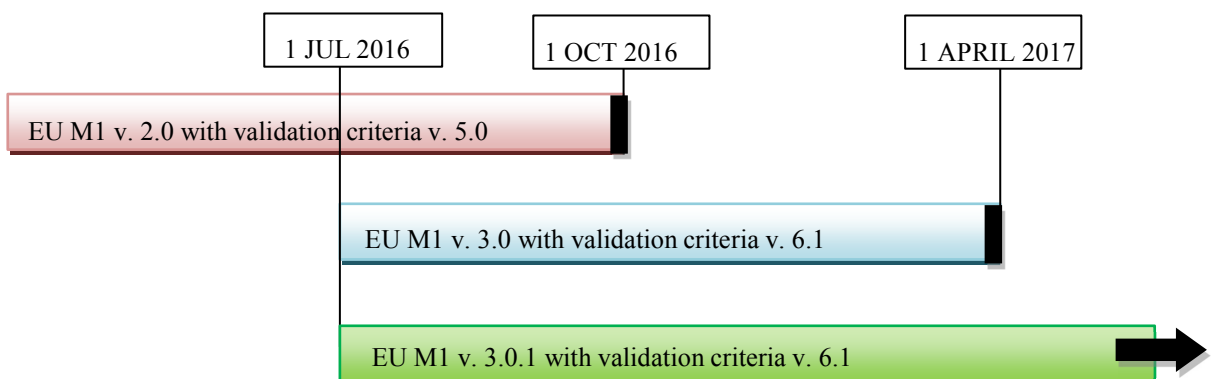 1 JUL 2016
1 OCT 2016
1 APRIL 2017
EU M1 v. 2.0 with validation criteria v. 5.0
EU M1 v. 3.0 with validation criteria v. 6.1
EU M1 v. 3.0.1 with validation criteria v. 6.1